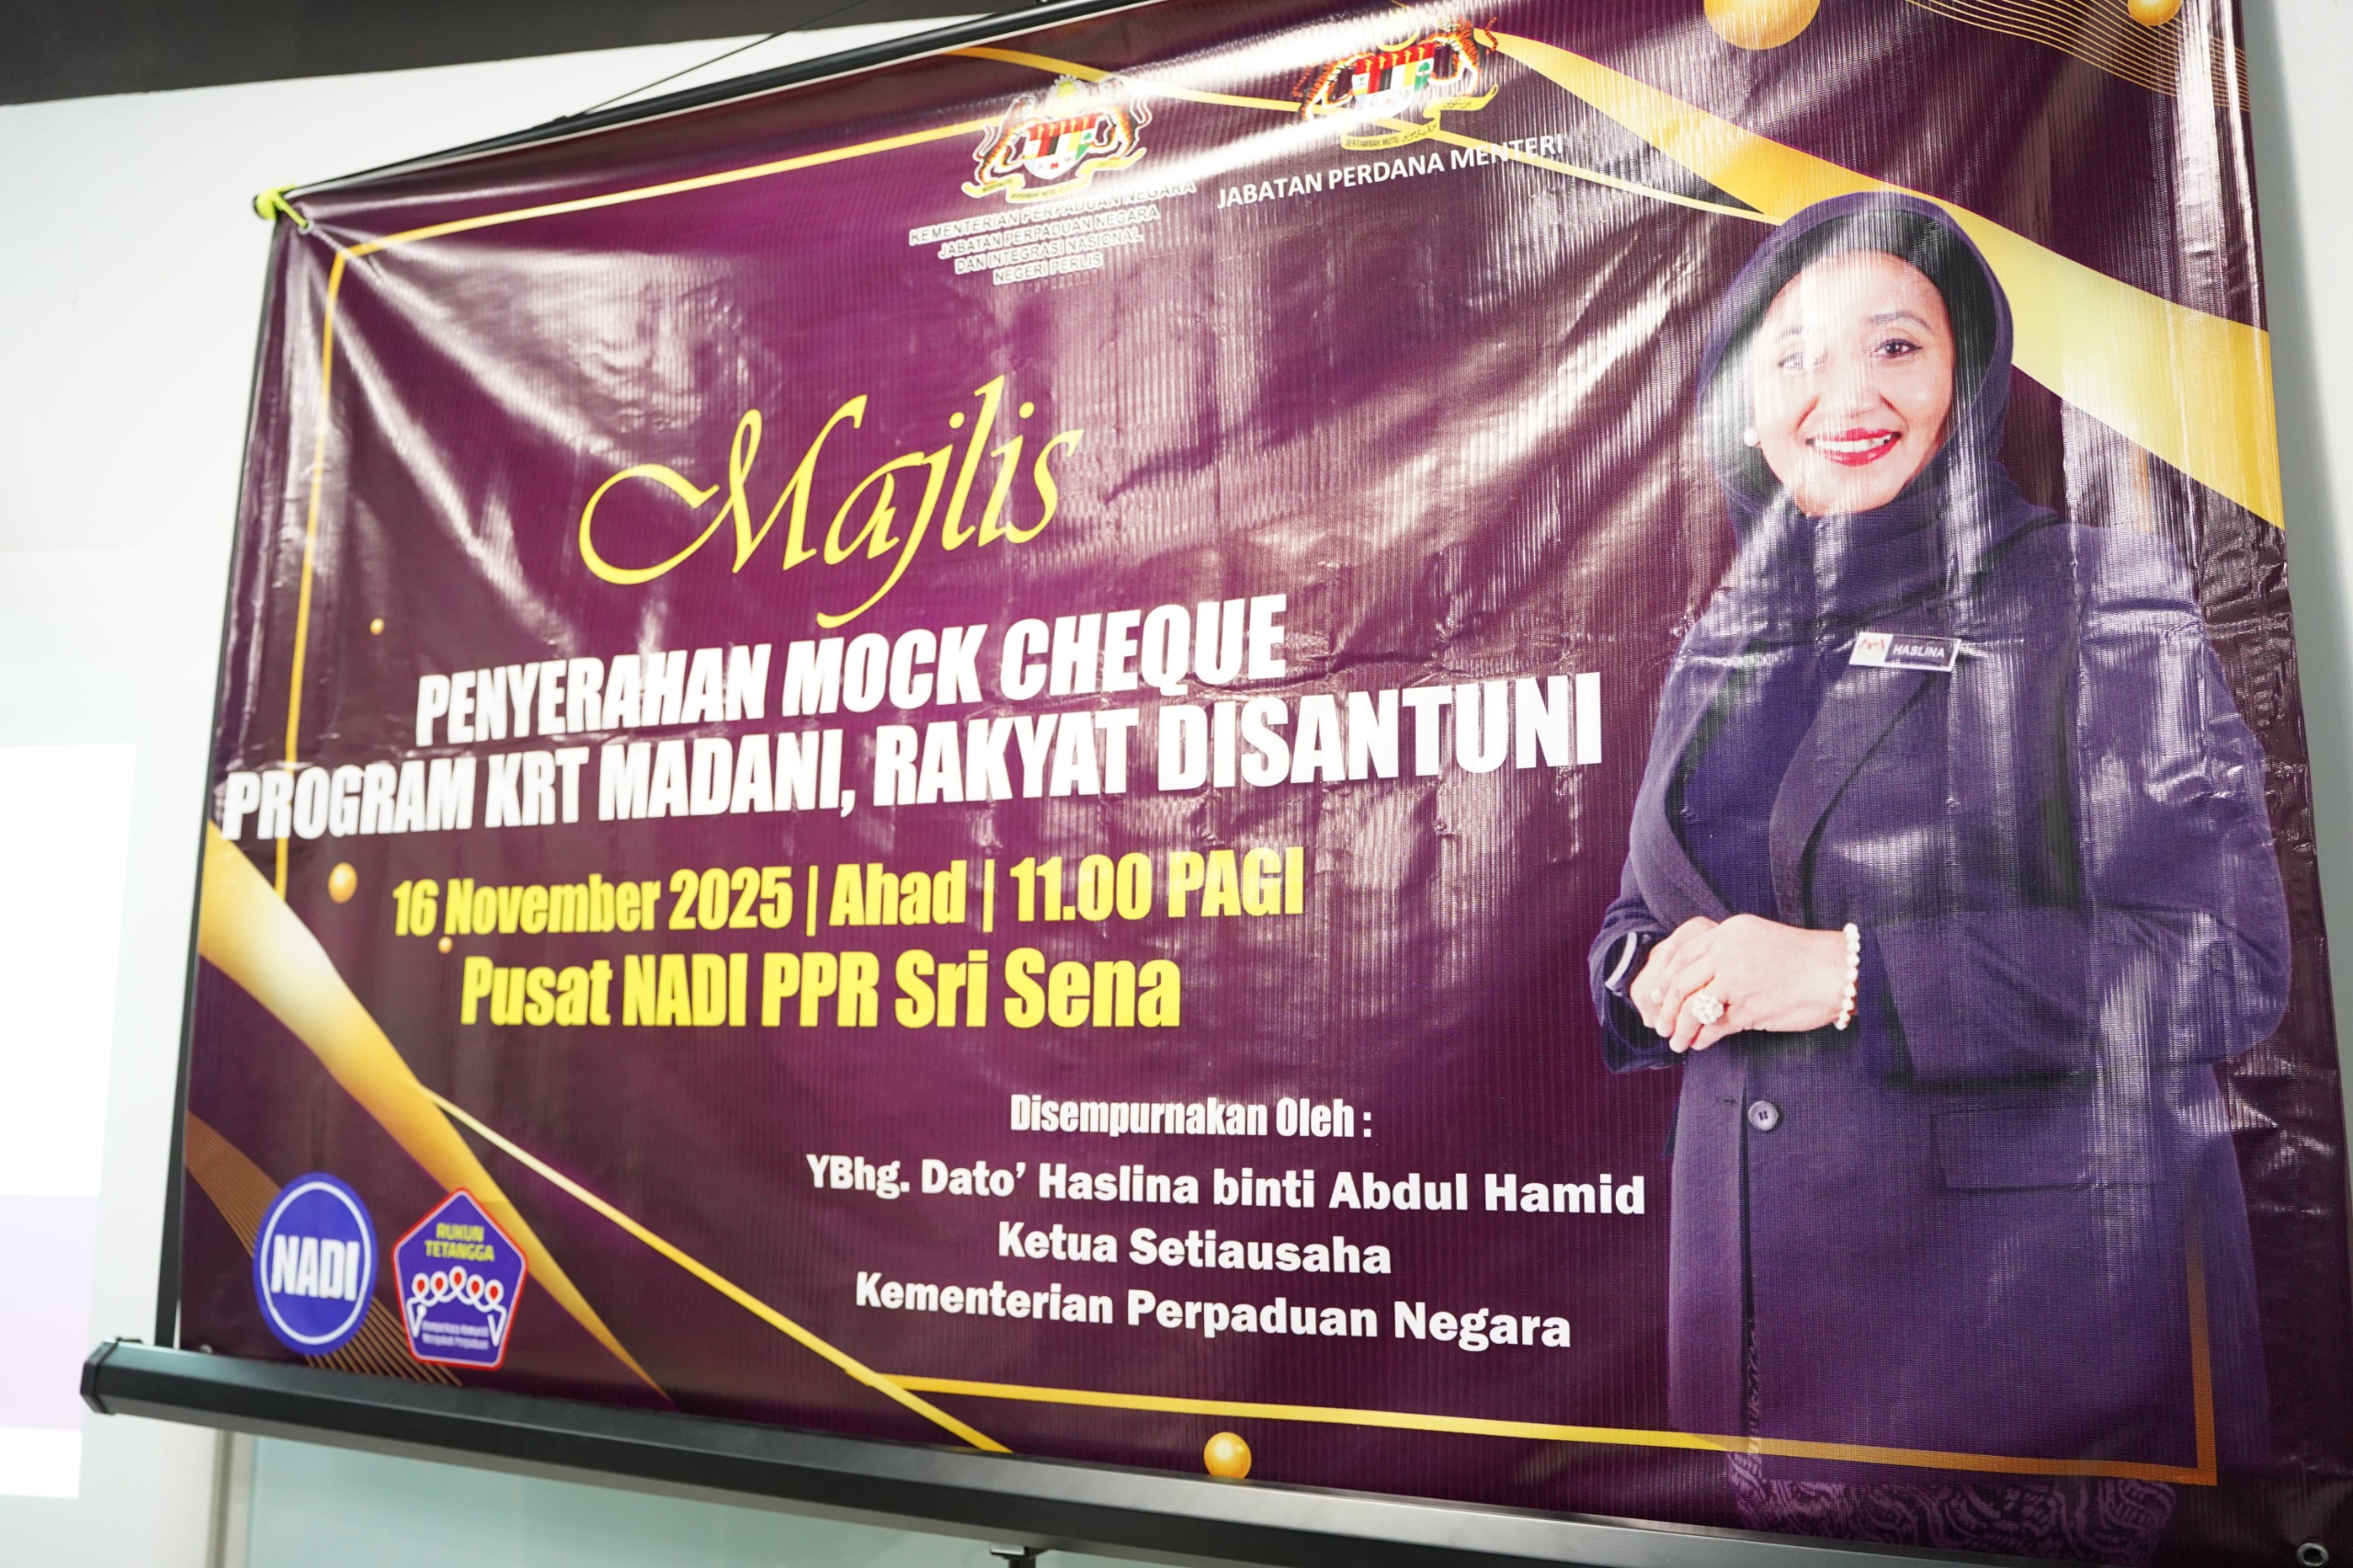 KEMENTERIAN PERPADUAN NEGARA
JABATAN PERPADUAN NEGARA
DAN INTEGRASI NASIONAL
NEGERI PERLIS
BERTAMBAH MUTU
JABATAN PERDANA MENTERI
Majlis
PENYERAHAN MOCK CHEQUE
PROGRAM KRT MADANI, RAKYAT DISANTUNI
16 November 2025 | Ahad | 11.00 PAGI
Pusat NADI PPR Sri Sena
HASLINA
Disempurnakan Oleh :
YBhg. Dato’ Haslina binti Abdul Hamid
Ketua Setiausaha
Kementerian Perpaduan Negara
NADI
RUKUN
TETANGGA